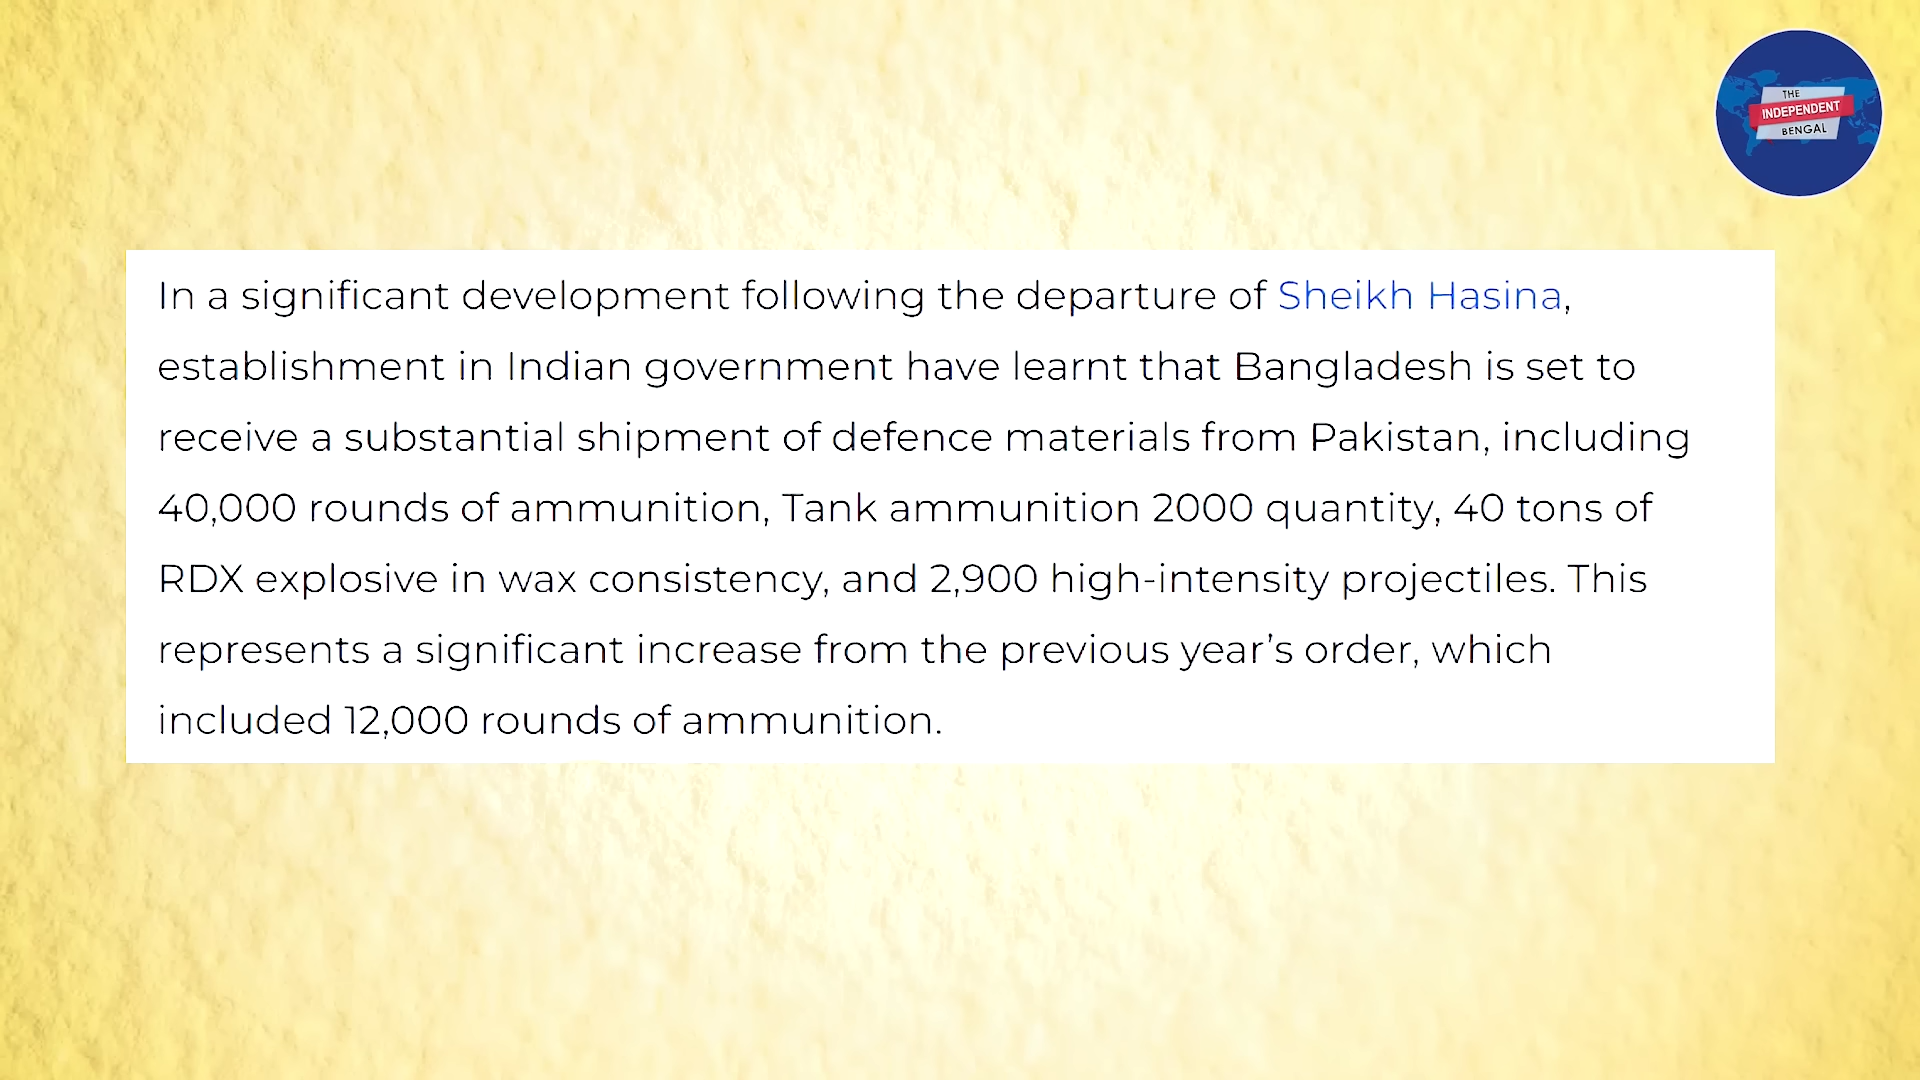 THE
INDEPENDENT
BENGAL
In a significant development following the departure of Sheikh Hasina,
establishment in Indian government have learnt that Bangladesh is set to
receive a substantial shipment of defence materials from Pakistan, including
40,000 rounds of ammunition, Tank ammunition 2000 quantity, 40 tons of
RDX explosive in wax consistency, and 2,900 high-intensity projectiles. This
represents a significant increase from the previous year’s order, which
included 12,000 rounds of ammunition.